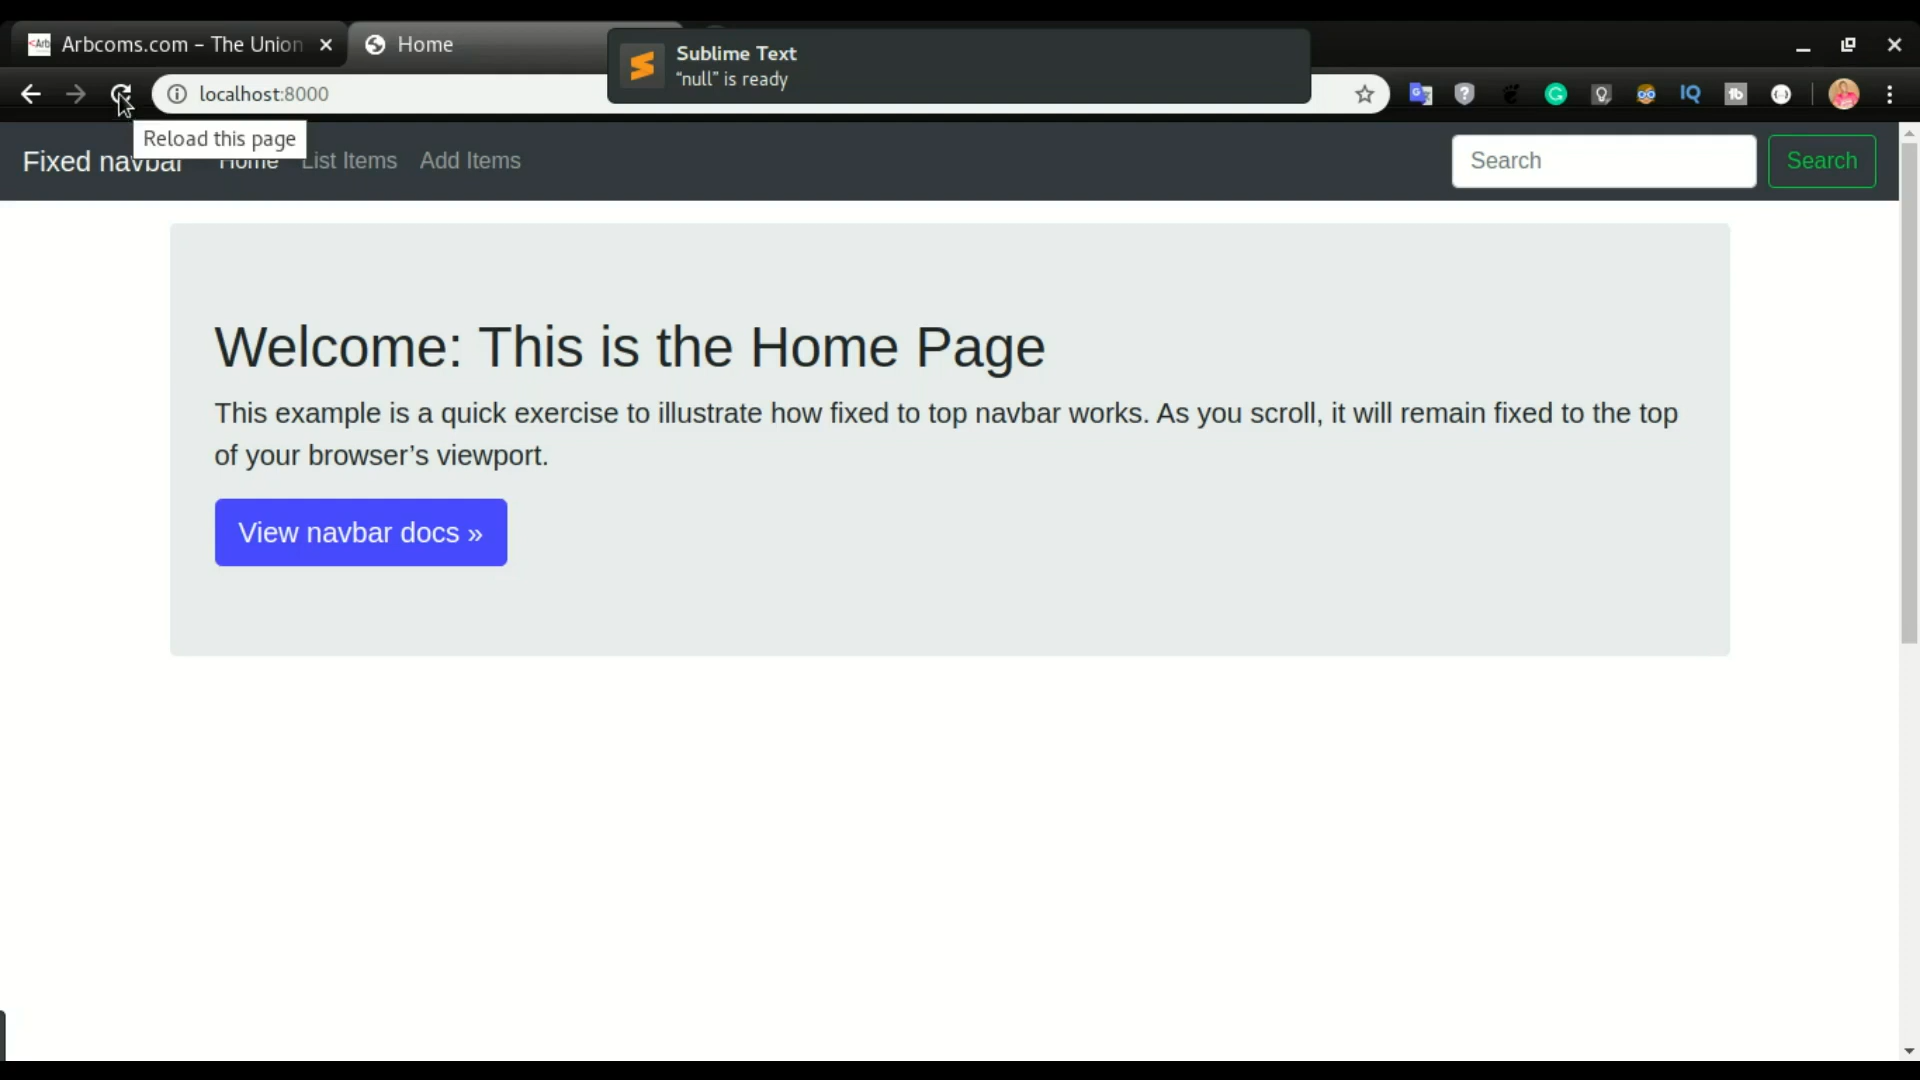 Arbcoms.com – The Union
Home
Sublime Text
“null” is ready
localhost:8000
IQ
Reload this page
Fixed navbar
Home
List Items
Add Items
Search
Search
Welcome: This is the Home Page
This example is a quick exercise to illustrate how fixed to top navbar works. As you scroll, it will remain fixed to the top
of your browser’s viewport.
View navbar docs »